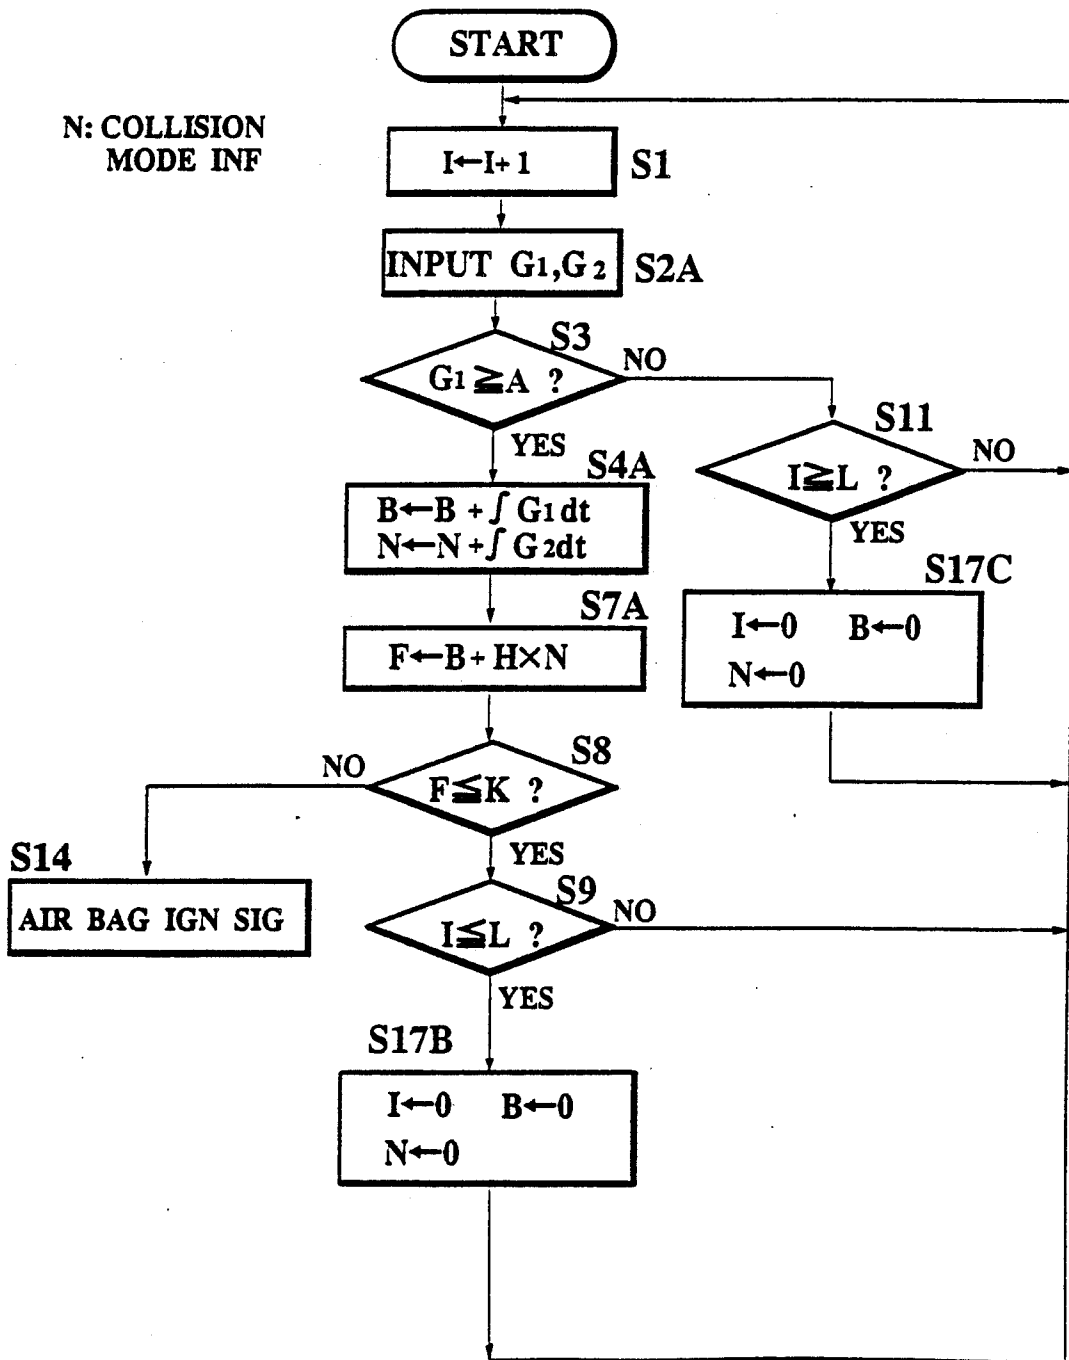 START
N: COLLISION
MODE INF
I←I+1
S1
INPUT G1,G2
S2A
S3
G1≧A ?
NO
YES
S11
I≧L ?
NO
YES
S4A
B←B+∫G1dt
N←N+∫G2dt
S17C
I←0 B←0
N←0
S7A
F←B+H×N
S8
F≦K ?
NO
YES
S14
AIR BAG IGN SIG
S9
I≦L ?
NO
YES
S17B
I←0 B←0
N←0